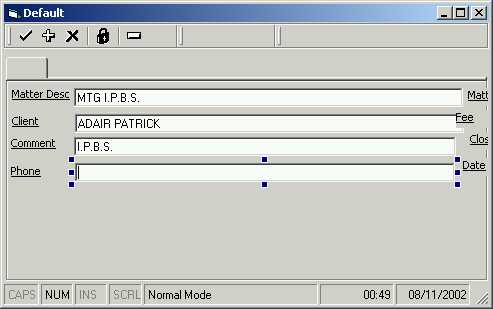 Default
Matter Desc MTG I.P.B.S. Matt
Client ADAIR PATRICK Fee
Comment I.P.B.S. Clos
Phone Date
CAPS NUM INS SCRL Normal Mode 00:49 08/11/2002